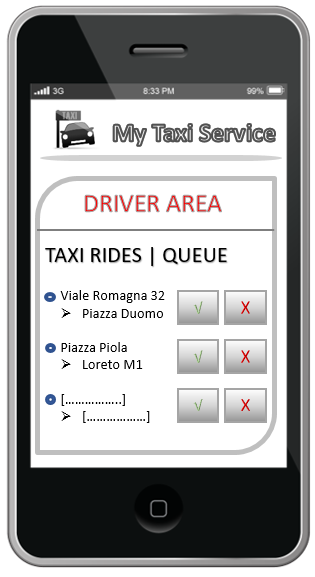 3G 8:33 PM 99%
TAXI
My Taxi Service
DRIVER AREA
TAXI RIDES | QUEUE
Viale Romagna 32
➢ Piazza Duomo
√ X
Piazza Piola
➢ Loreto M1
√ X
[……………..]
➢ [………………]
√ X